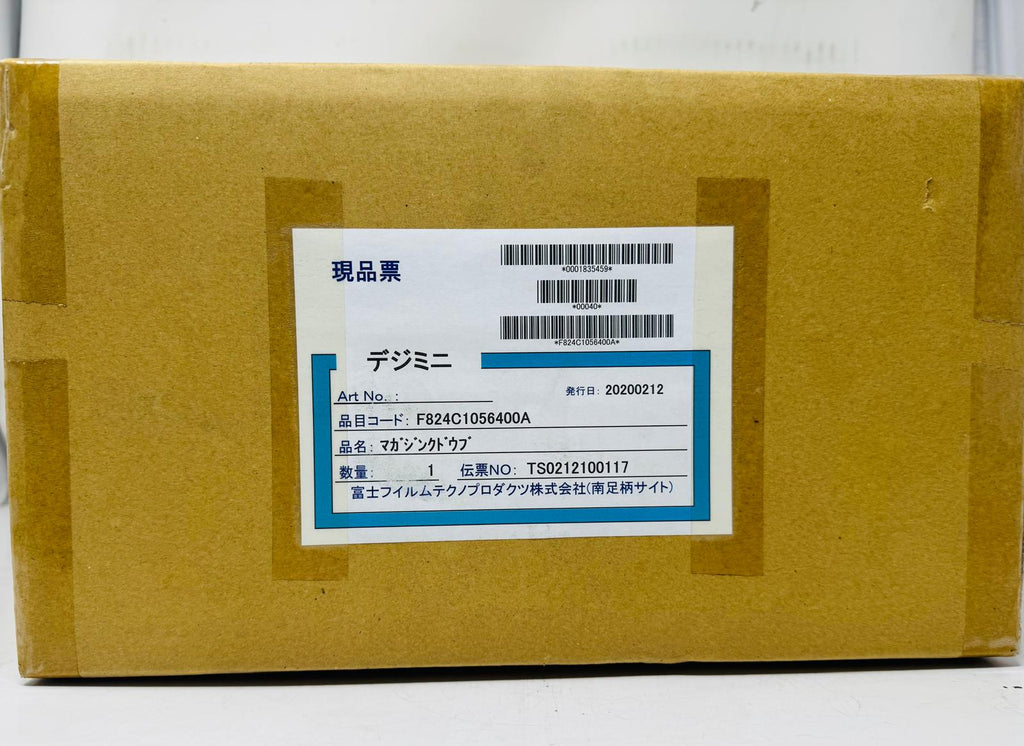 現品票
*0001835459*
*00040*
*F824C1056400A*
デジミニ
Art No. :
発行日: 20200212
品目コード: F824C1056400A
品名: ﾏｶﾞｼﾞﾝｸﾄﾞｳﾌﾞ
数量: 1 伝票NO: TS0212100117
富士フイルムテクノプロダクツ株式会社(南足柄サイト)